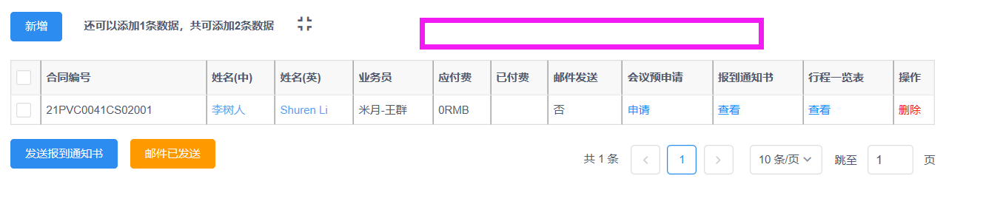 新增 还可以添加1条数据，共可添加2条数据
合同编号 姓名(中) 姓名(英) 业务员 应付费 已付费 邮件发送 会议预申请 报到通知书 行程一览表 操作
21PVC0041CS02001 李树人 Shuren Li 米月-王群 0RMB 否 申请 查看 查看 删除
发送报到通知书 邮件已发送
共 1 条 1 10 条/页 跳至 1 页